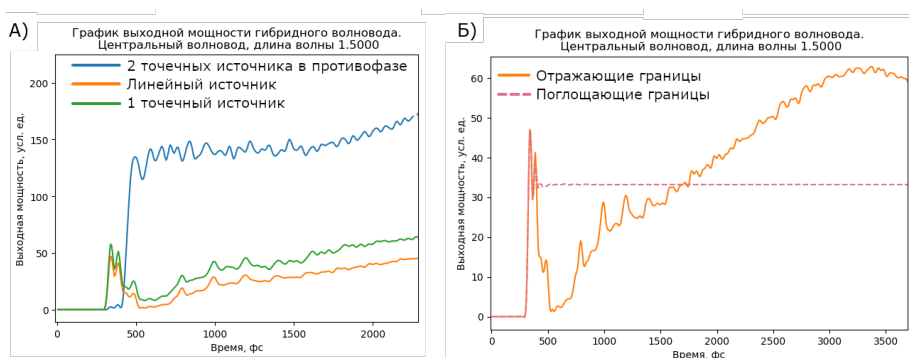 А)
График выходной мощности гибридного волновода.
Центральный волновод, длина волны 1.5000
2 точечных источника в противофазе
Линейный источник
1 точечный источник
Выходная мощность, усл. ед.
200
150
100
50
0
0 500 1000 1500 2000
Время, фс
Б)
График выходной мощности гибридного волновода.
Центральный волновод, длина волны 1.5000
Отражающие границы
Поглощающие границы
Выходная мощность, усл. ед.
60
50
40
30
20
10
0
0 500 1000 1500 2000 2500 3000 3500
Время, фс